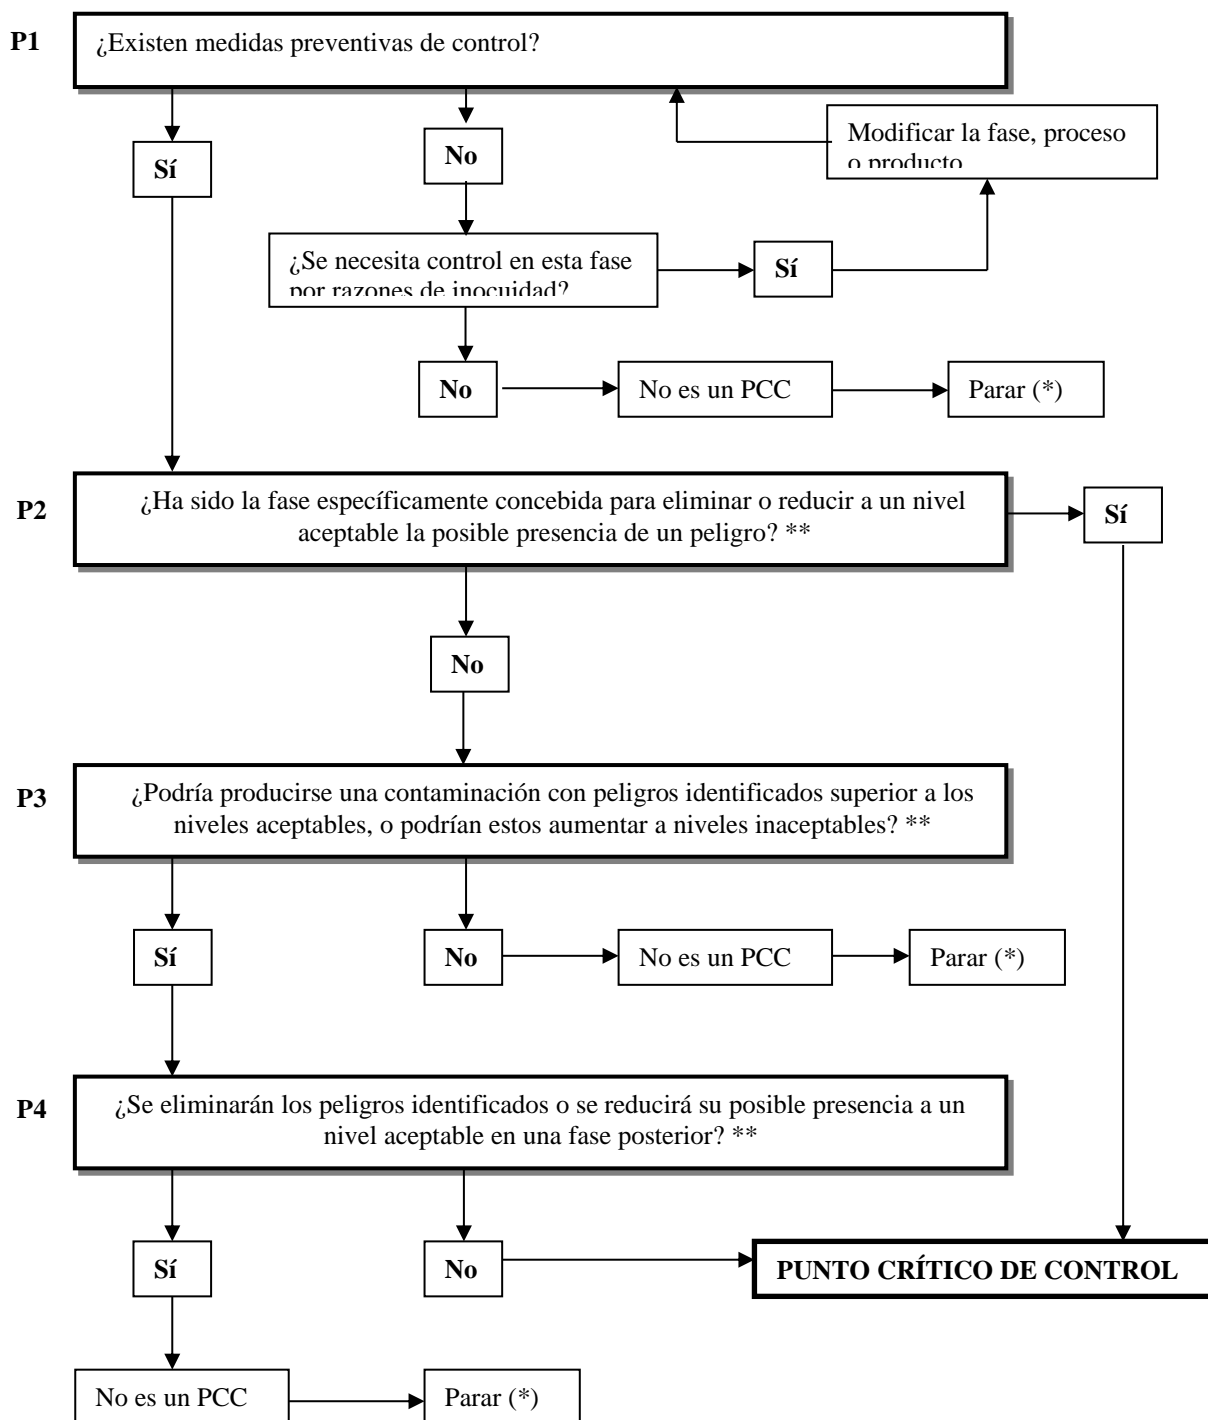 P1
¿Existen medidas preventivas de control?
Sí
No
Modificar la fase, proceso
o producto
¿Se necesita control en esta fase
por razones de inocuidad?
Sí
No
No es un PCC
Parar (*)
P2
¿Ha sido la fase específicamente concebida para eliminar o reducir a un nivel
aceptable la posible presencia de un peligro? **
Sí
No
P3
¿Podría producirse una contaminación con peligros identificados superior a los
niveles aceptables, o podrían estos aumentar a niveles inaceptables? **
Sí
No
No es un PCC
Parar (*)
P4
¿Se eliminarán los peligros identificados o se reducirá su posible presencia a un
nivel aceptable en una fase posterior? **
Sí
No
PUNTO CRÍTICO DE CONTROL
No es un PCC
Parar (*)